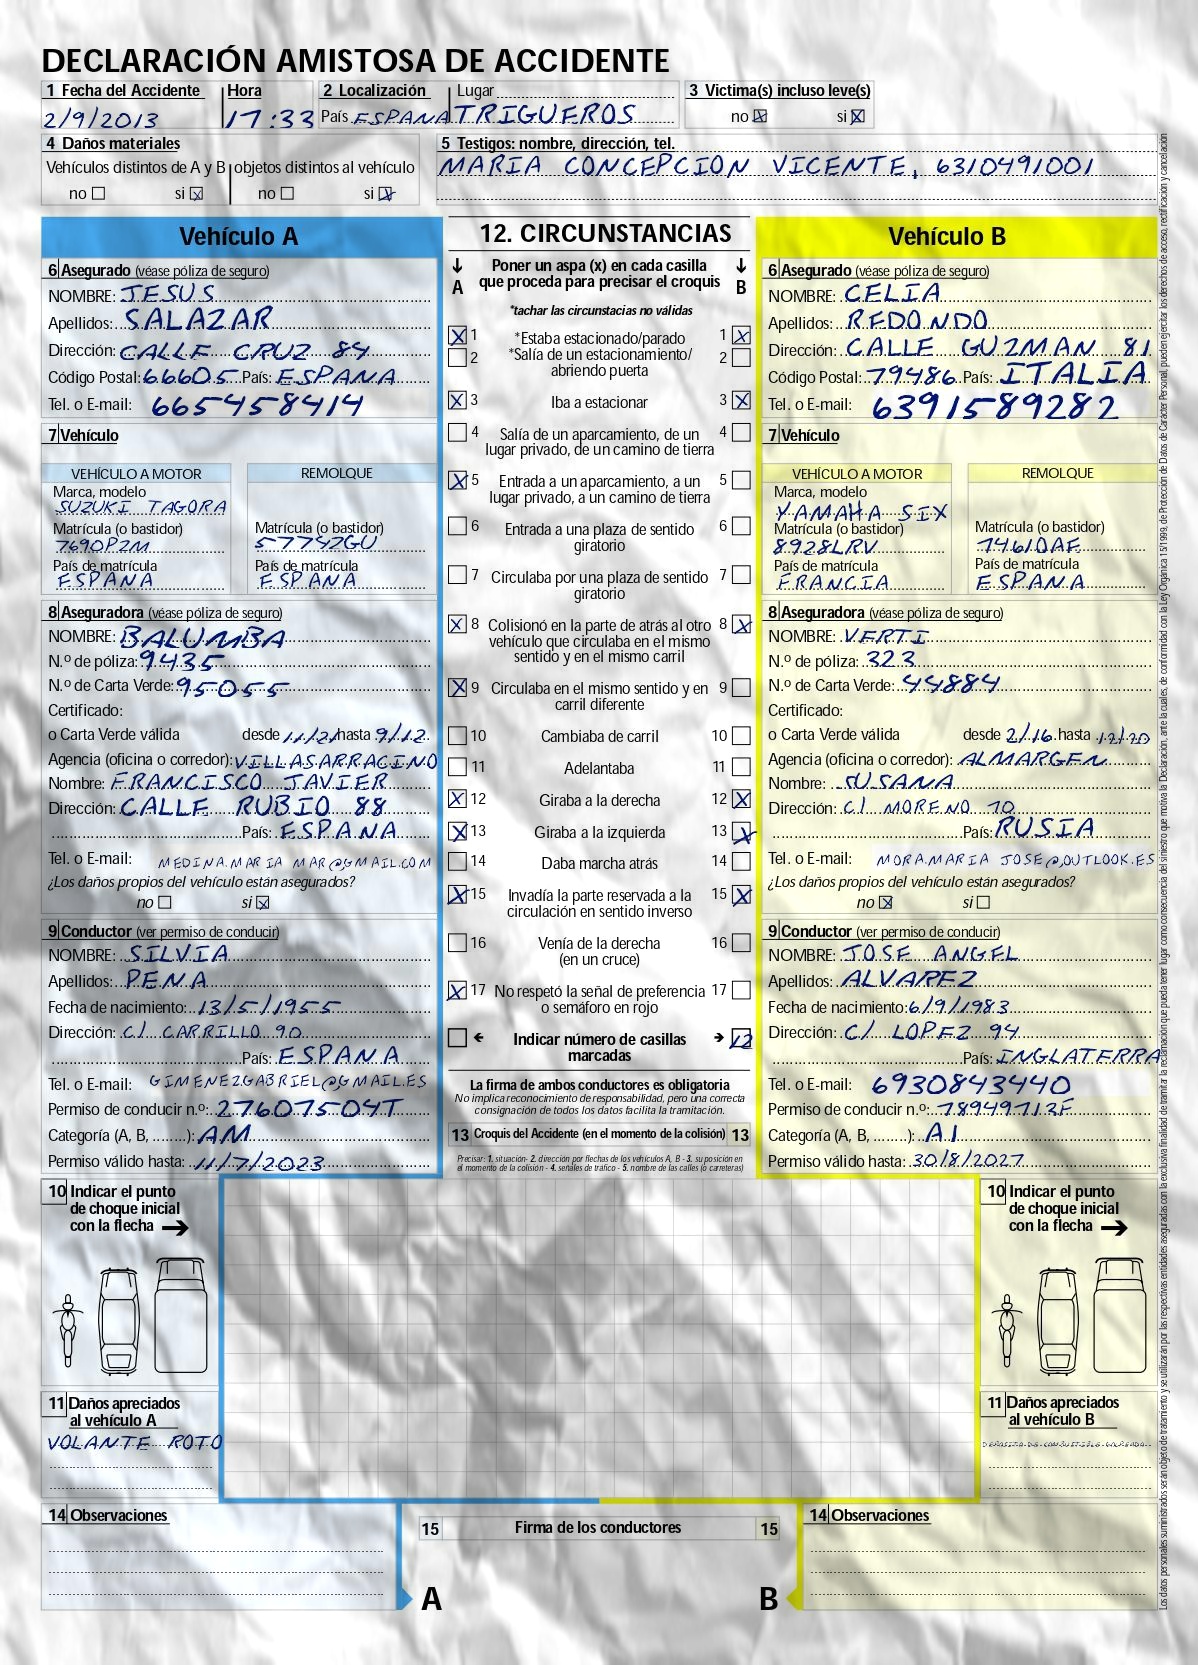 DECLARACIÓN AMISTOSA DE ACCIDENTE
1 Fecha del Accidente Hora 2 Localización Lugar 3 Victima(s) incluso leve(s)
2/9/2013 17:33 País ESPANA TRIGUEROS no si
4 Daños materiales 5 Testigos: nombre, dirección, tel.
Vehículos distintos de A y B objetos distintos al vehículo MARIA CONCEPCION VICENTE, 6310491001
no si no si
Vehículo A
6 Asegurado (véase póliza de seguro)
NOMBRE: JESUS
Apellidos: SALAZAR
Dirección: CALLE CRUZ 84
Código Postal: 66605 País: ESPANA
Tel. o E-mail: 665458414
7 Vehículo
VEHÍCULO A MOTOR REMOLQUE
Marca, modelo
SUZUKI TAGORA
Matrícula (o bastidor) Matrícula (o bastidor)
7690PZM 5775ZGU
País de matrícula País de matrícula
ESPANA ESPANA
8 Aseguradora (véase póliza de seguro)
NOMBRE: BALUMBA
N.º de póliza: 9435
N.º de Carta Verde: 95055
Certificado:
o Carta Verde válida desde 11/21 hasta 9/12
Agencia (oficina o corredor): VILLASARRACINO
Nombre: FRANCISCO JAVIER
Dirección: CALLE RUBIO 88
País: ESPANA
Tel. o E-mail: MEDINA.MARIA MAR@GMAIL.COM
¿Los daños propios del vehículo están asegurados?
no si
9 Conductor (ver permiso de conducir)
NOMBRE: SILVIA
Apellidos: PENA
Fecha de nacimiento: 13/5/1955
Dirección: C/ CARRILLO 90
País: ESPANA
Tel. o E-mail: GIMENEZGABRIEL@GMAIL.ES
Permiso de conducir n.º: 27607504T
Categoría (A, B, ........): AM
Permiso válido hasta: 11/7/2023
12. CIRCUNSTANCIAS
A Poner un aspa (x) en cada casilla que proceda para precisar el croquis B
*tachar las circunstacias no válidas
1 *Estaba estacionado/parado 1
2 *Salía de un estacionamiento/ 2
abriendo puerta
3 Iba a estacionar 3
4 Salía de un aparcamiento, de un 4
lugar privado, de un camino de tierra
5 Entrada a un aparcamiento, a un 5
lugar privado, a un camino de tierra
6 Entrada a una plaza de sentido 6
giratorio
7 Circulaba por una plaza de sentido 7
giratorio
8 Colisionó en la parte de atrás al otro 8
vehículo que circulaba en el mismo
sentido y en el mismo carril
9 Circulaba en el mismo sentido y en 9
carril diferente
10 Cambiaba de carril 10
11 Adelantaba 11
12 Giraba a la derecha 12
13 Giraba a la izquierda 13
14 Daba marcha atrás 14
15 Invadía la parte reservada a la 15
circulación en sentido inverso
16 Venía de la derecha 16
(en un cruce)
17 No respetó la señal de preferencia 17
o semáforo en rojo
Indicar número de casillas 12
marcadas
La firma de ambos conductores es obligatoria
No implica reconocimiento de responsabilidad, pero una correcta
consignación de todos los datos facilita la tramitación.
13 Croquis del Accidente (en el momento de la colisión) 13
Precisar: 1. situación- 2. dirección por flechas de los vehículos A, B - 3. su posición en
al momento de la colisión - 4. señales de tráfico - 5. nombre de las calles (o carreteras)
Vehículo B
6 Asegurado (véase póliza de seguro)
NOMBRE: CELIA
Apellidos: REDONDO
Dirección: CALLE GUZMAN 81
Código Postal: 79486 País: ITALIA
Tel. o E-mail: 6391589282
7 Vehículo
VEHÍCULO A MOTOR REMOLQUE
Marca, modelo
YAMAHA SIX
Matrícula (o bastidor) Matrícula (o bastidor)
8928LRV 7461DAE
País de matrícula País de matrícula
FRANCIA ESPANA
8 Aseguradora (véase póliza de seguro)
NOMBRE: VERTI
N.º de póliza: 323
N.º de Carta Verde: 44884
Certificado:
o Carta Verde válida desde 2/16 hasta 12/20
Agencia (oficina o corredor): ALMARGEN
Nombre: SUSANA
Dirección: C/ MORENO 70
País: RUSIA
Tel. o E-mail: MORA.MARIA JOSE@OUTLOOK.ES
¿Los daños propios del vehículo están asegurados?
no si
9 Conductor (ver permiso de conducir)
NOMBRE: JOSE ANGEL
Apellidos: ALVAREZ
Fecha de nacimiento: 6/9/1983
Dirección: C/ LOPEZ 94
País: INGLATERRA
Tel. o E-mail: 6930843440
Permiso de conducir n.º: 78949713F
Categoría (A, B, ........): A1
Permiso válido hasta: 30/8/2027
10 Indicar el punto
de choque inicial
con la flecha
11 Daños apreciados
al vehículo A
VOLANTE ROTO
10 Indicar el punto
de choque inicial
con la flecha
11 Daños apreciados
al vehículo B
14 Observaciones
15 Firma de los conductores 15
A B
14 Observaciones
Los datos personales suministrados serán objeto de tratamiento y se utilizarán por las respectivas entidades aseguradas con la exclusiva finalidad de tramitar la reclamación que pueda tener lugar como consecuencia del siniestro que motiva la Declaración, ante la cuales, de conformidad con la Ley Orgánica 15/1999, de Protección de Datos de Carácter Personal, pueden ejercitar los derechos de acceso, rectificación y cancelación